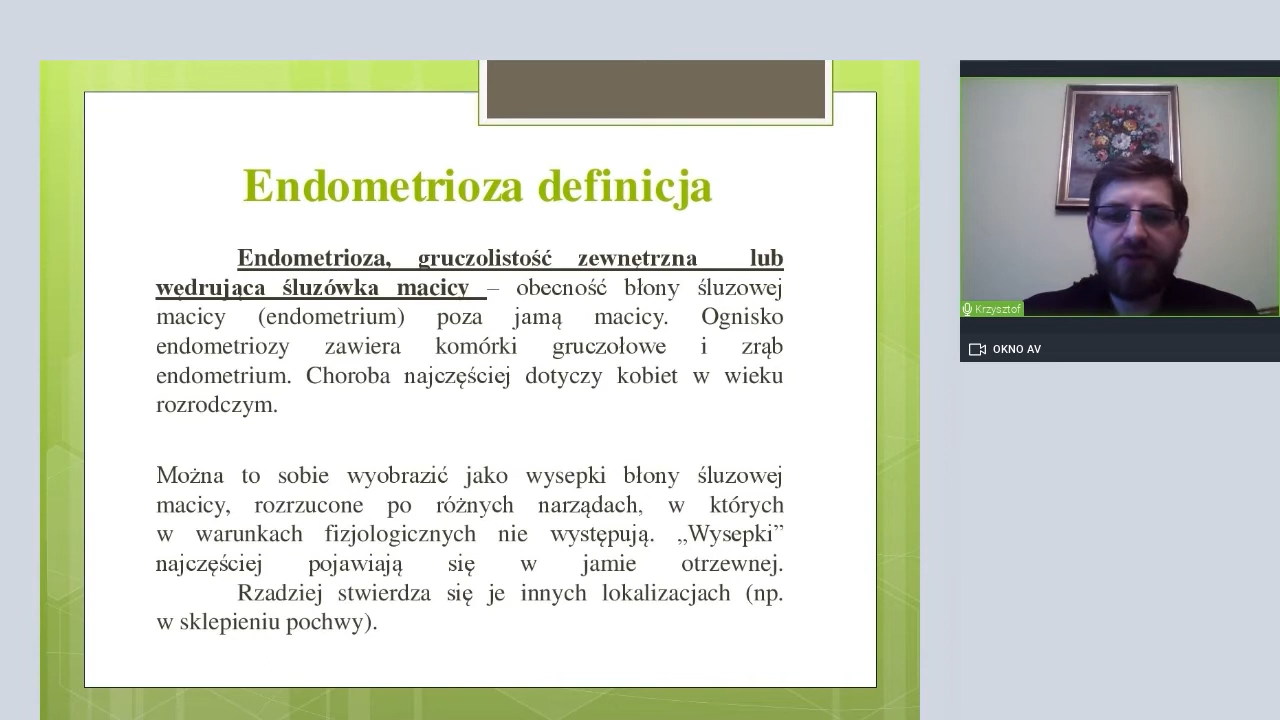 Endometrioza definicja
Endometrioza, gruczolistość zewnętrzna lub
wędrująca śluzówka macicy – obecność błony śluzowej
macicy (endometrium) poza jamą macicy. Ognisko
endometriozy zawiera komórki gruczołowe i zrąb
endometrium. Choroba najczęściej dotyczy kobiet w wieku
rozrodczym.
Można to sobie wyobrazić jako wysepki błony śluzowej
macicy, rozrzucone po różnych narządach, w których
w warunkach fizjologicznych nie występują. „Wysepki”
najczęściej pojawiają się w jamie otrzewnej.
Rzadziej stwierdza się je innych lokalizacjach (np.
w sklepieniu pochwy).
Krzysztof
OKNO AV